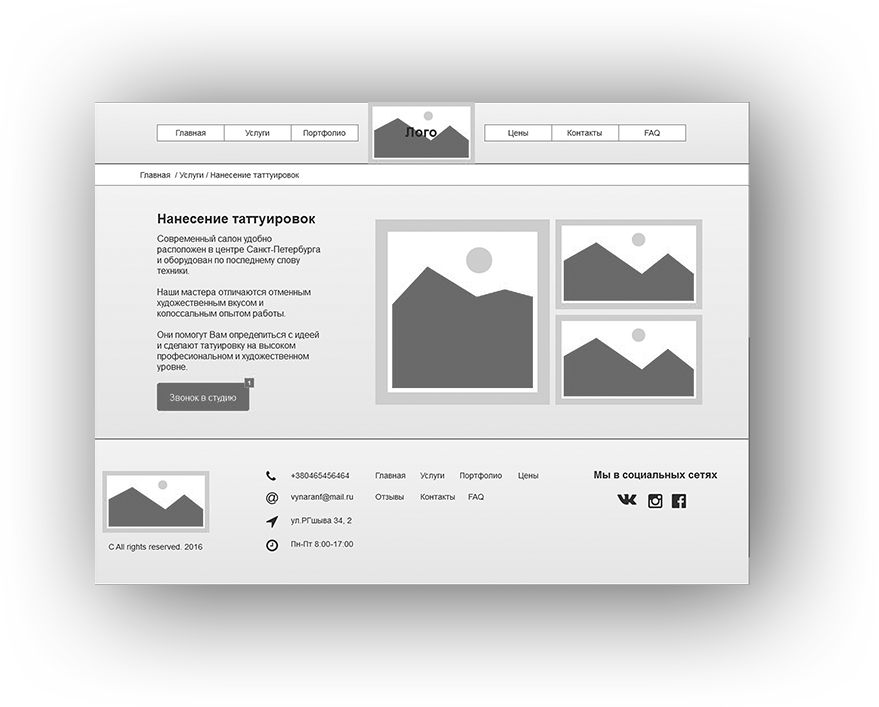 Главная Услуги Портфолио Лого Цены Контакты FAQ
Главная / Услуги / Нанесение таттуировок
Нанесение таттуировок
Современный салон удобно
расположен в центре Санкт-Петербурга
и оборудован по последнему слову
техники.
Наши мастера отличаются отменным
художественным вкусом и
колоссальным опытом работы.
Они помогут Вам определиться с идеей
и сделают татуировку на высоком
профессиональном и художественном
уровне.
1
Звонок в студию
+380465456464
vynaranf@mail.ru
ул.РГшыва 34, 2
Пн-Пт 8:00-17:00
Главная Услуги Портфолио Цены
Отзывы Контакты FAQ
Мы в социальных сетях
C All rights reserved. 2016